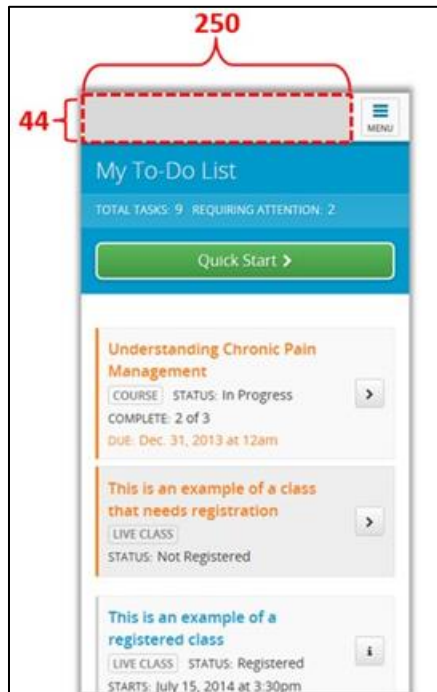 250
44
MENU
My To-Do List
TOTAL TASKS: 9 REQUIRING ATTENTION: 2
Quick Start
Understanding Chronic Pain
Management
COURSE STATUS: In Progress
COMPLETE: 2 of 3
DUE: Dec. 31, 2013 at 12am
This is an example of a class
that needs registration
LIVE CLASS
STATUS: Not Registered
This is an example of a
registered class
LIVE CLASS STATUS: Registered
STARTS: July 15, 2014 at 3:30pm